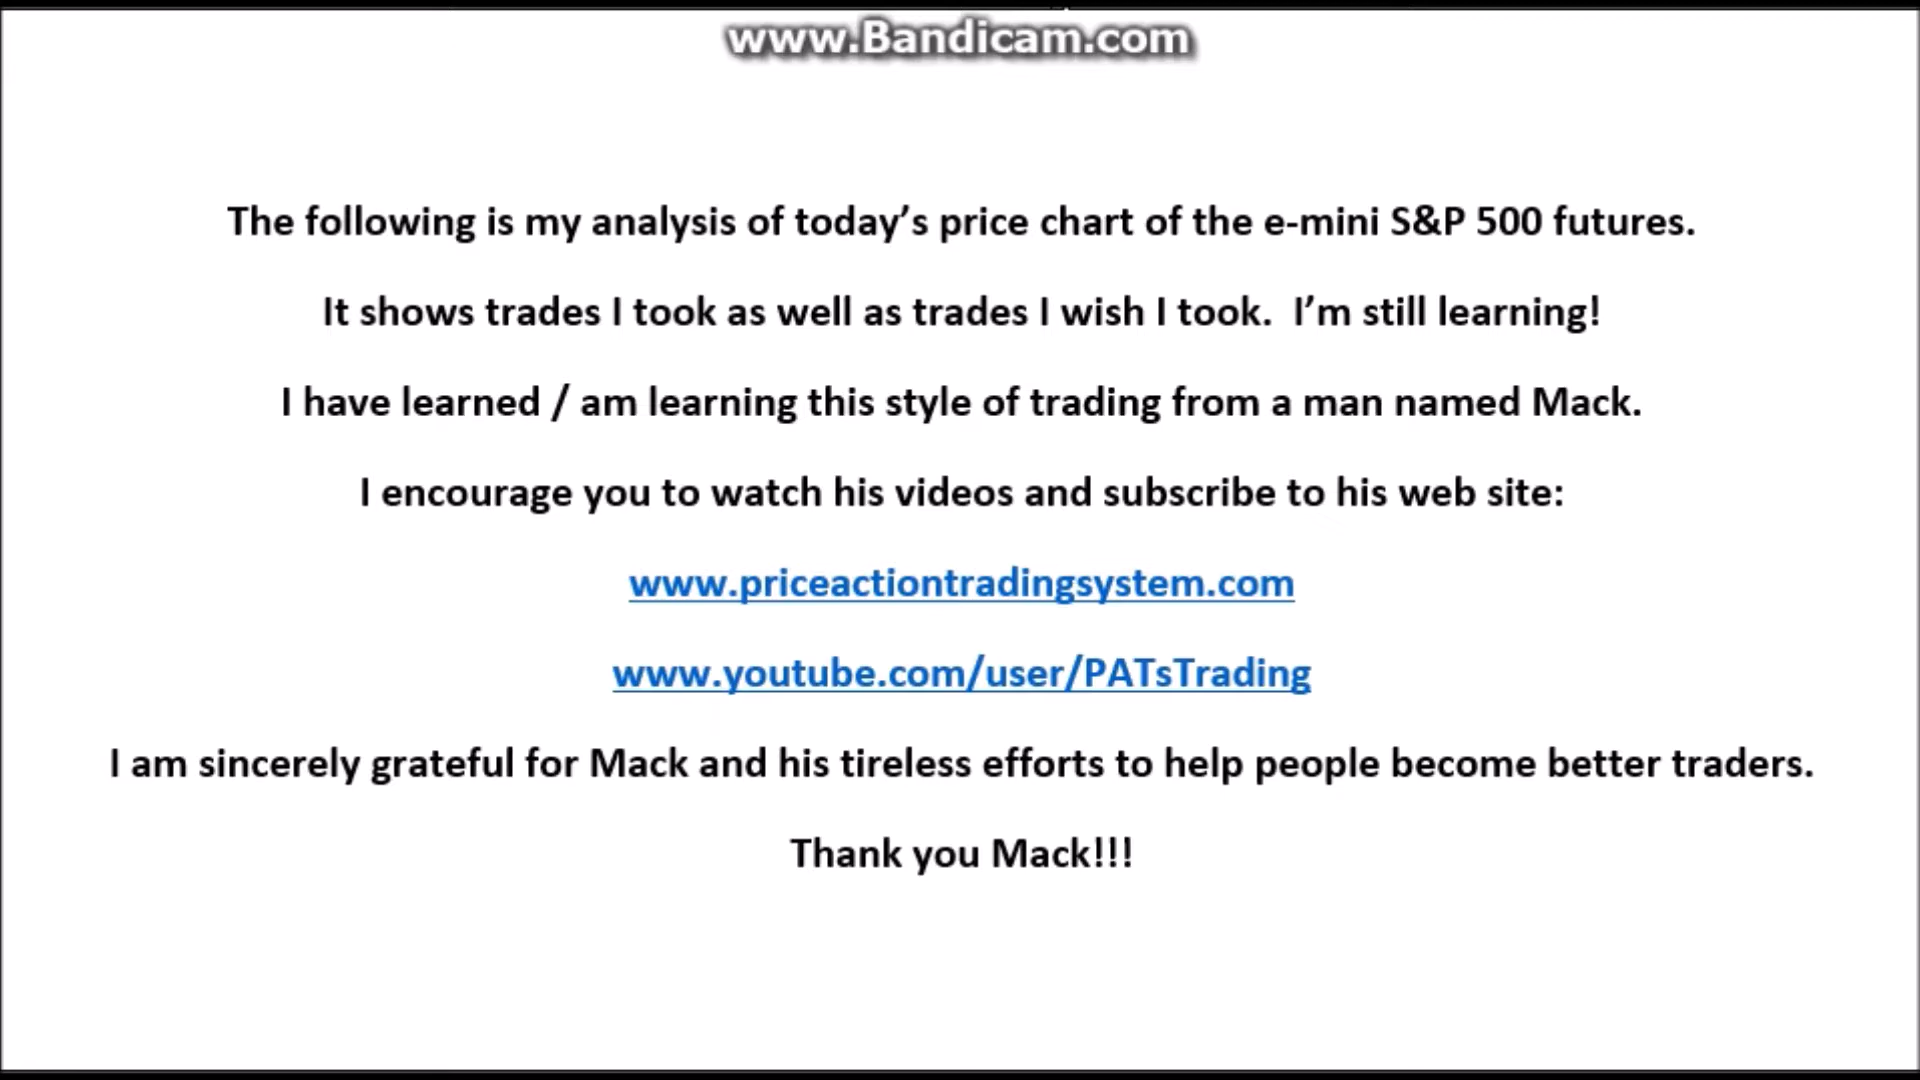 www.Bandicam.com
The following is my analysis of today’s price chart of the e-mini S&P 500 futures.
It shows trades I took as well as trades I wish I took.  I’m still learning!
I have learned / am learning this style of trading from a man named Mack.
I encourage you to watch his videos and subscribe to his web site:
www.priceactiontradingsystem.com
www.youtube.com/user/PATsTrading
I am sincerely grateful for Mack and his tireless efforts to help people become better traders.
Thank you Mack!!!